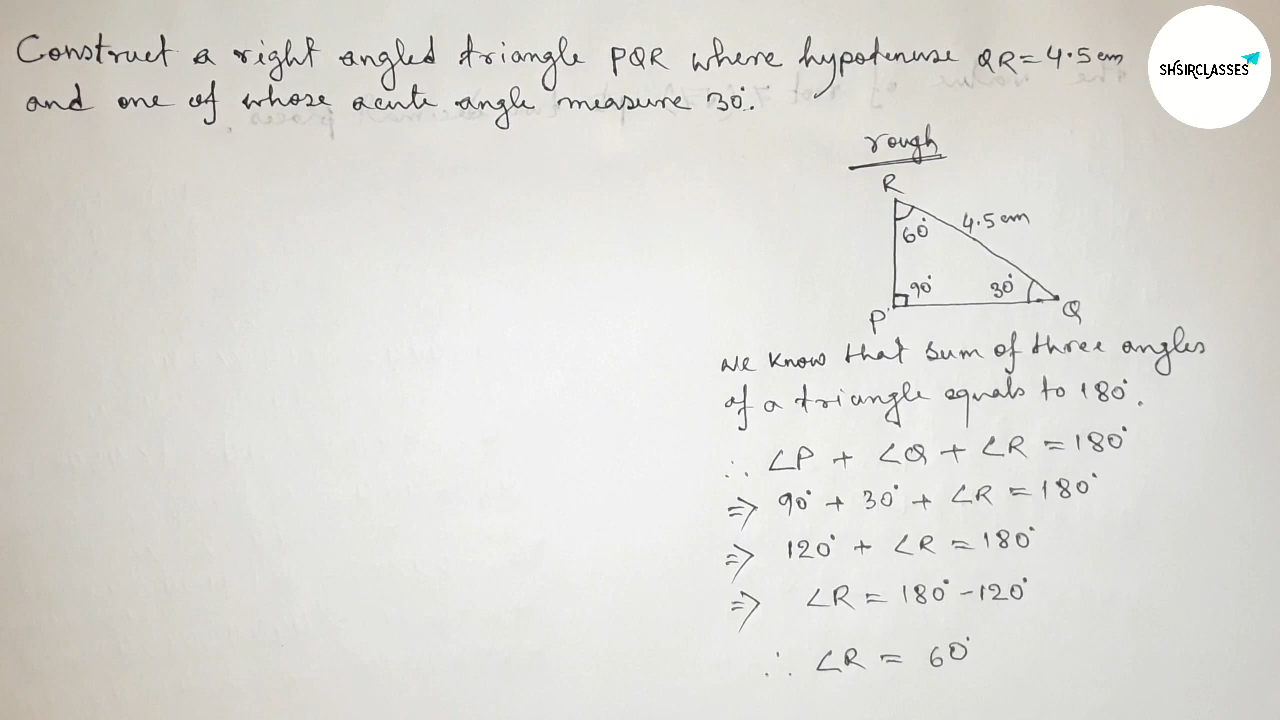 Construct a right angled triangle PQR where hypotenuse QR = 4.5 cm
and one of whose acute angle measure 30°.
SHSIRCLASSES
rough
R
60°
4.5 cm
90°
30°
P
Q
We know that sum of three angles
of a triangle equals to 180°.
∴ ∠P + ∠Q + ∠R = 180°
⇒ 90° + 30° + ∠R = 180°
⇒ 120° + ∠R = 180°
⇒ ∠R = 180° - 120°
∴ ∠R = 60°